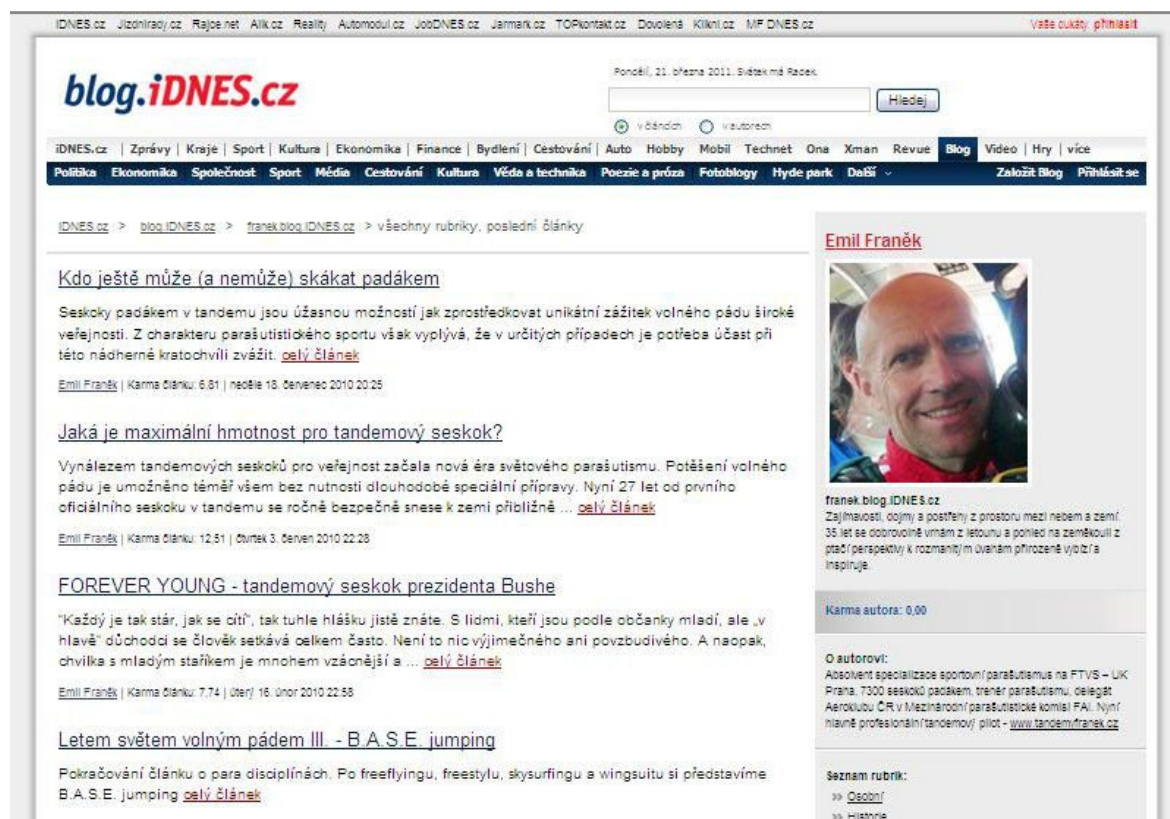 iDNES.cz Jizdnirady.cz Rajce.net Alik.cz Reality Automodul.cz JobDNES.cz Jarmark.cz TOPkontakt.cz Dovolená Klikni.cz MF DNES.cz Vaše cukáty: přihlásit
blog.iDNES.cz
Pondělí, 21. března 2011. Svátek má Radek.
Hledej
v článcích v autorech
iDNES.cz | Zprávy | Kraje | Sport | Kultura | Ekonomika | Finance | Bydlení | Cestování | Auto Hobby Mobil Technet Ona Xman Revue Blog Video | Hry | více
Politika Ekonomika Společnost Sport Média Cestování Kultura Věda a technika Poezie a próza Fotoblogy Hyde park Další Založit Blog Přihlásit se
iDNES.cz > blog.iDNES.cz > franek.blog.iDNES.cz > všechny rubriky, poslední články
Kdo ještě může (a nemůže) skákat padákem
Seskoky padákem v tandemu jsou úžasnou možností jak zprostředkovat unikátní zážitek volného pádu široké
veřejnosti. Z charakteru parašutistického sportu však vyplývá, že v určitých případech je potřeba účast při
této nádherné kratochvíli zvážit. celý článek
Emil Franěk | Karma článku: 6,81 | neděle 18. červenec 2010 20:25
Jaká je maximální hmotnost pro tandemový seskok?
Vynálezem tandemových seskoků pro veřejnost začala nová éra světového parašutismu. Potěšení volného
pádu je umožněno téměř všem bez nutnosti dlouhodobé speciální přípravy. Nyní 27 let od prvního
oficiálního seskoku v tandemu se ročně bezpečně snese k zemi přibližně ... celý článek
Emil Franěk | Karma článku: 12,51 | čtvrtek 3. červen 2010 22:28
FOREVER YOUNG - tandemový seskok prezidenta Bushe
"Každý je tak stár, jak se cítí", tak tuhle hlášku jistě znáte. S lidmi, kteří jsou podle občanky mladí, ale „v
hlavě" důchodci se člověk setkává celkem často. Není to nic výjimečného ani povzbudivého. A naopak,
chvilka s mladým staříkem je mnohem vzácnější a ... celý článek
Emil Franěk | Karma článku: 7,74 | úterý 16. únor 2010 22:58
Letem světem volným pádem III. - B.A.S.E. jumping
Pokračování článku o para disciplínách. Po freeflyingu, freestylu, skysurfingu a wingsuitu si představíme
B.A.S.E. jumping celý článek
Emil Franěk
franek.blog.iDNES.cz
Zajímavosti, dojmy a postřehy z prostoru mezi nebem a zemí.
35 let se dobrovolně vrhám z letounu a pohled na zeměkouli z
ptačí perspektivy k rozmanitým úvahám přirozeně vybízí a
inspiruje.
Karma autora: 0,00
O autorovi:
Absolvent specializace sportovní parašutismus na FTVS – UK
Praha, 7300 seskoků padákem, trenér parašutismu, delegát
Aeroklubu ČR v Mezinárodní parašutistické komisi FAI. Nyní
hlavně profesionální tandemový pilot - www.tandemyfranek.cz
Seznam rubrik:
Osobní
Historie